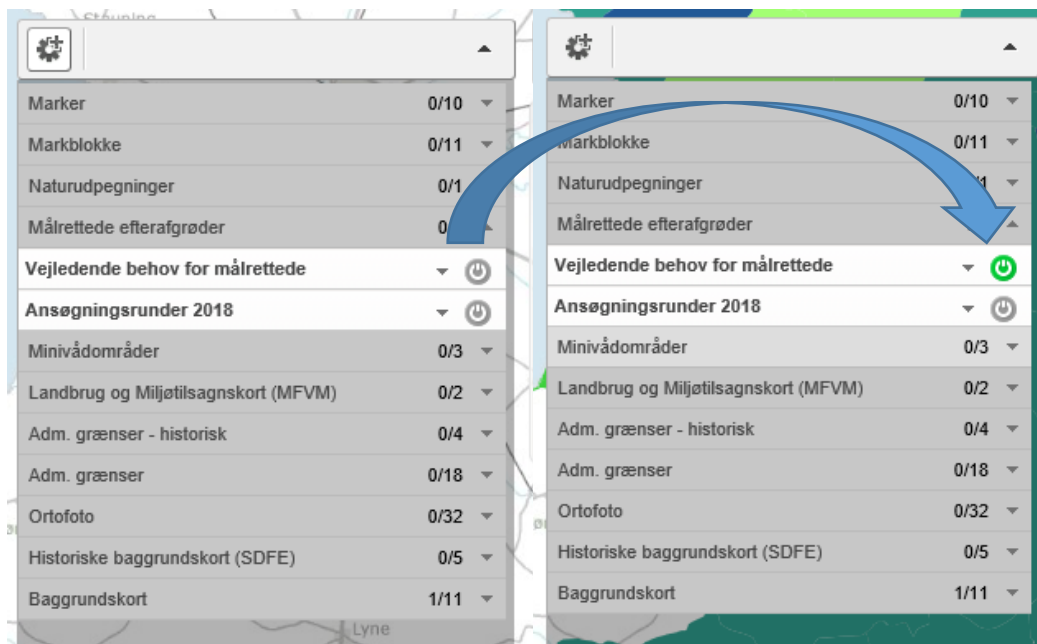 Stauning
Marker 0/10
Markblokke 0/11
Naturudpegninger 0/1
Målrettede efterafgrøder 0
Vejledende behov for målrettede
Ansøgningsrunder 2018
Minivådområder 0/3
Landbrug og Miljøtilsagnskort (MFVM) 0/2
Adm. grænser - historisk 0/4
Adm. grænser 0/18
Ortofoto 0/32
Historiske baggrundskort (SDFE) 0/5
Baggrundskort 1/11
Lyne
Marker 0/10
Markblokke 0/11
Naturudpegninger /1
Målrettede efterafgrøder
Vejledende behov for målrettede
Ansøgningsrunder 2018
Minivådområder 0/3
Landbrug og Miljøtilsagnskort (MFVM) 0/2
Adm. grænser - historisk 0/4
Adm. grænser 0/18
Ortofoto 0/32
Historiske baggrundskort (SDFE) 0/5
Baggrundskort 1/11